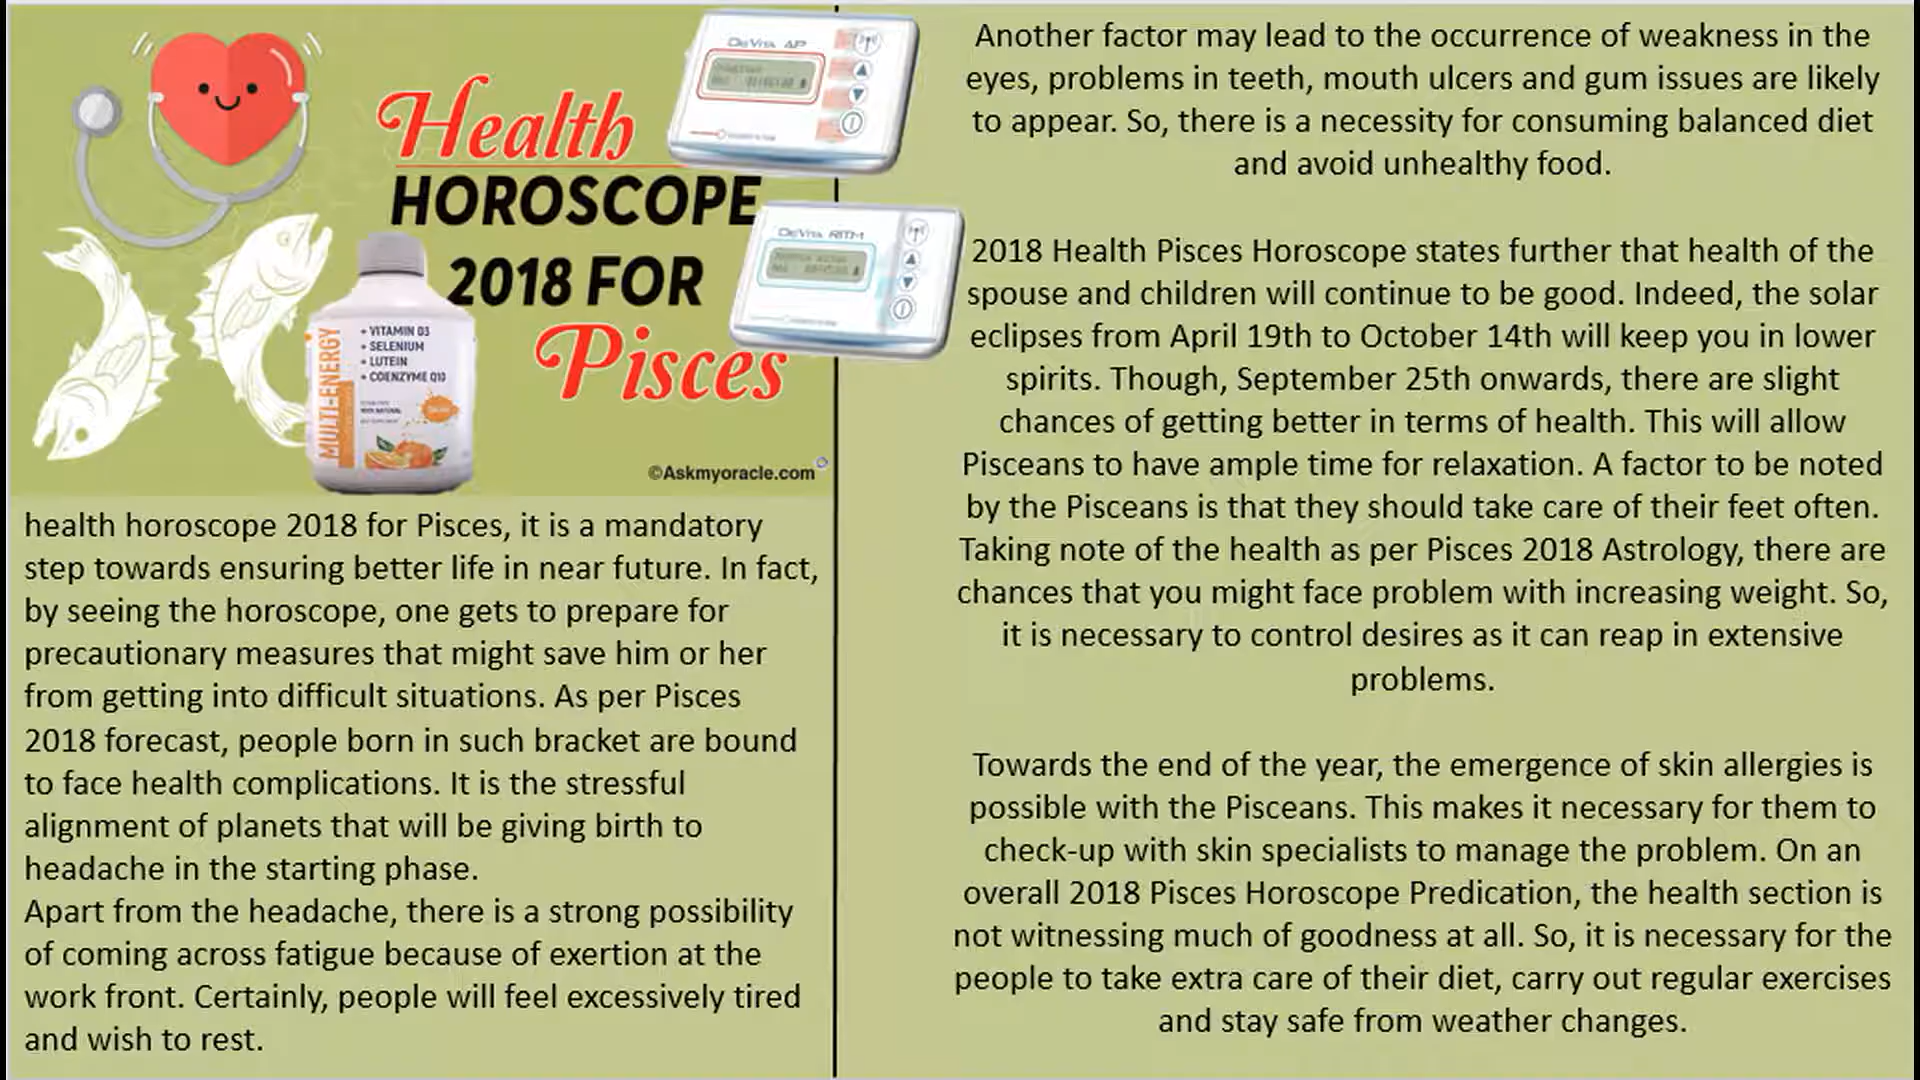 Health
HOROSCOPE
2018 FOR
Pisces
DeVita AP
DeVita RITM
MULTI-ENERGY
• VITAMIN D3
• SELENIUM
• LUTEIN
• COENZYME Q10
©Askmyoracle.com
health horoscope 2018 for Pisces, it is a mandatory
step towards ensuring better life in near future. In fact,
by seeing the horoscope, one gets to prepare for
precautionary measures that might save him or her
from getting into difficult situations. As per Pisces
2018 forecast, people born in such bracket are bound
to face health complications. It is the stressful
alignment of planets that will be giving birth to
headache in the starting phase.
Apart from the headache, there is a strong possibility
of coming across fatigue because of exertion at the
work front. Certainly, people will feel excessively tired
and wish to rest.
Another factor may lead to the occurrence of weakness in the
eyes, problems in teeth, mouth ulcers and gum issues are likely
to appear. So, there is a necessity for consuming balanced diet
and avoid unhealthy food.
2018 Health Pisces Horoscope states further that health of the
spouse and children will continue to be good. Indeed, the solar
eclipses from April 19th to October 14th will keep you in lower
spirits. Though, September 25th onwards, there are slight
chances of getting better in terms of health. This will allow
Pisceans to have ample time for relaxation. A factor to be noted
by the Pisceans is that they should take care of their feet often.
Taking note of the health as per Pisces 2018 Astrology, there are
chances that you might face problem with increasing weight. So,
it is necessary to control desires as it can reap in extensive
problems.
Towards the end of the year, the emergence of skin allergies is
possible with the Pisceans. This makes it necessary for them to
check-up with skin specialists to manage the problem. On an
overall 2018 Pisces Horoscope Predication, the health section is
not witnessing much of goodness at all. So, it is necessary for the
people to take extra care of their diet, carry out regular exercises
and stay safe from weather changes.